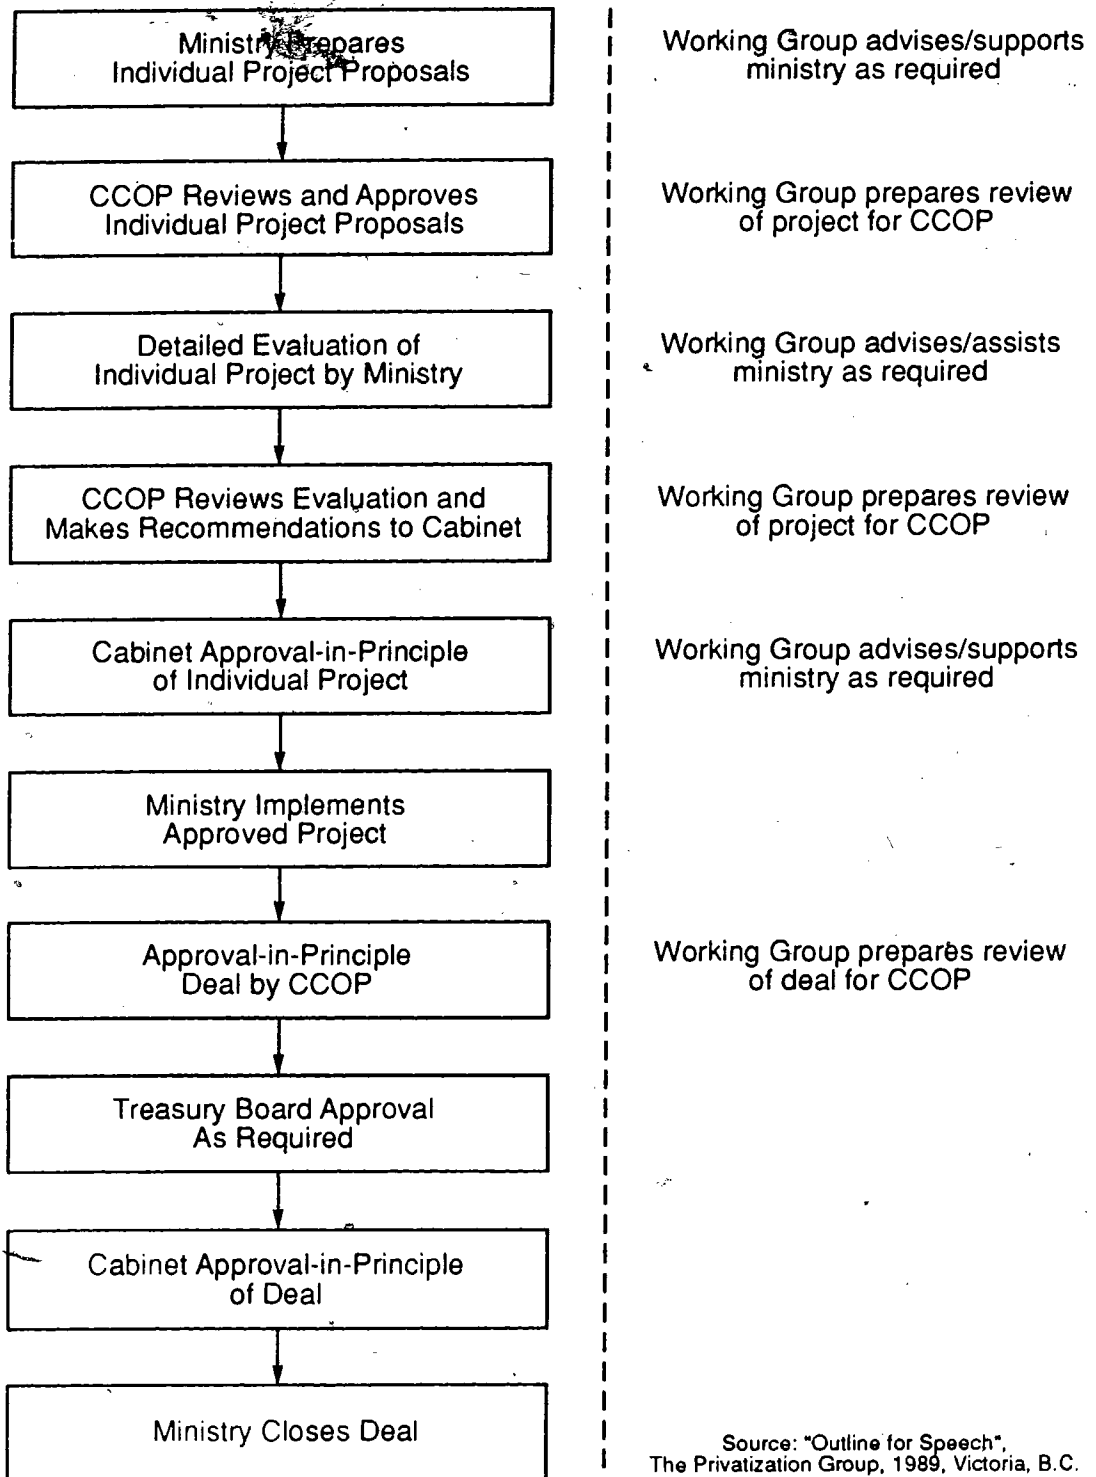 Ministry Prepares
Individual Project Proposals
Working Group advises/supports
ministry as required
CCOP Reviews and Approves
Individual Project Proposals
Working Group prepares review
of project for CCOP
Detailed Evaluation of
Individual Project by Ministry
Working Group advises/assists
ministry as required
CCOP Reviews Evaluation and
Makes Recommendations to Cabinet
Working Group prepares review
of project for CCOP
Cabinet Approval-in-Principle
of Individual Project
Working Group advises/supports
ministry as required
Ministry Implements
Approved Project
Approval-in-Principle
Deal by CCOP
Working Group prepares review
of deal for CCOP
Treasury Board Approval
As Required
Cabinet Approval-in-Principle
of Deal
Ministry Closes Deal
Source: "Outline for Speech",
The Privatization Group, 1989, Victoria, B.C.